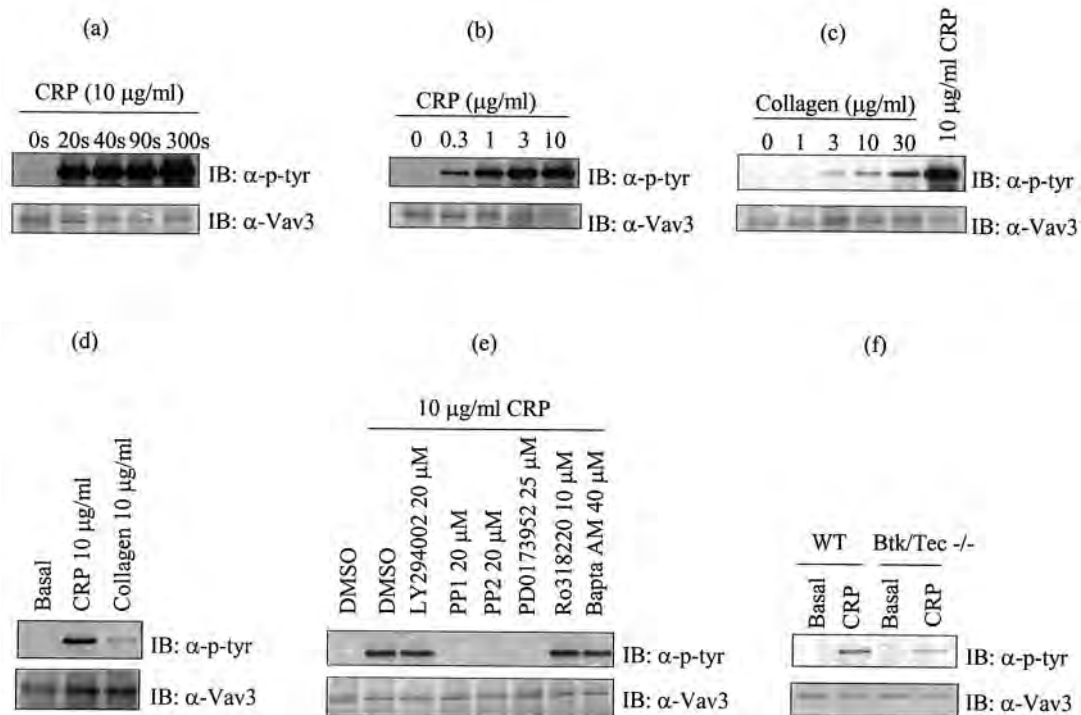 (a)
CRP (10 μg/ml)
0s 20s 40s 90s 300s
IB: α-p-tyr
IB: α-Vav3
(b)
CRP (μg/ml)
0 0.3 1 3 10
IB: α-p-tyr
IB: α-Vav3
(c)
Collagen (μg/ml)
10 μg/ml CRP
0 1 3 10 30
IB: α-p-tyr
IB: α-Vav3
(d)
Basal
CRP 10 μg/ml
Collagen 10 μg/ml
IB: α-p-tyr
IB: α-Vav3
(e)
10 μg/ml CRP
DMSO
DMSO
LY294002 20 μM
PP1 20 μM
PP2 20 μM
PD0173952 25 μM
Ro318220 10 μM
Bapta AM 40 μM
IB: α-p-tyr
IB: α-Vav3
(f)
WT Btk/Tec -/-
Basal
CRP
Basal
CRP
IB: α-p-tyr
IB: α-Vav3